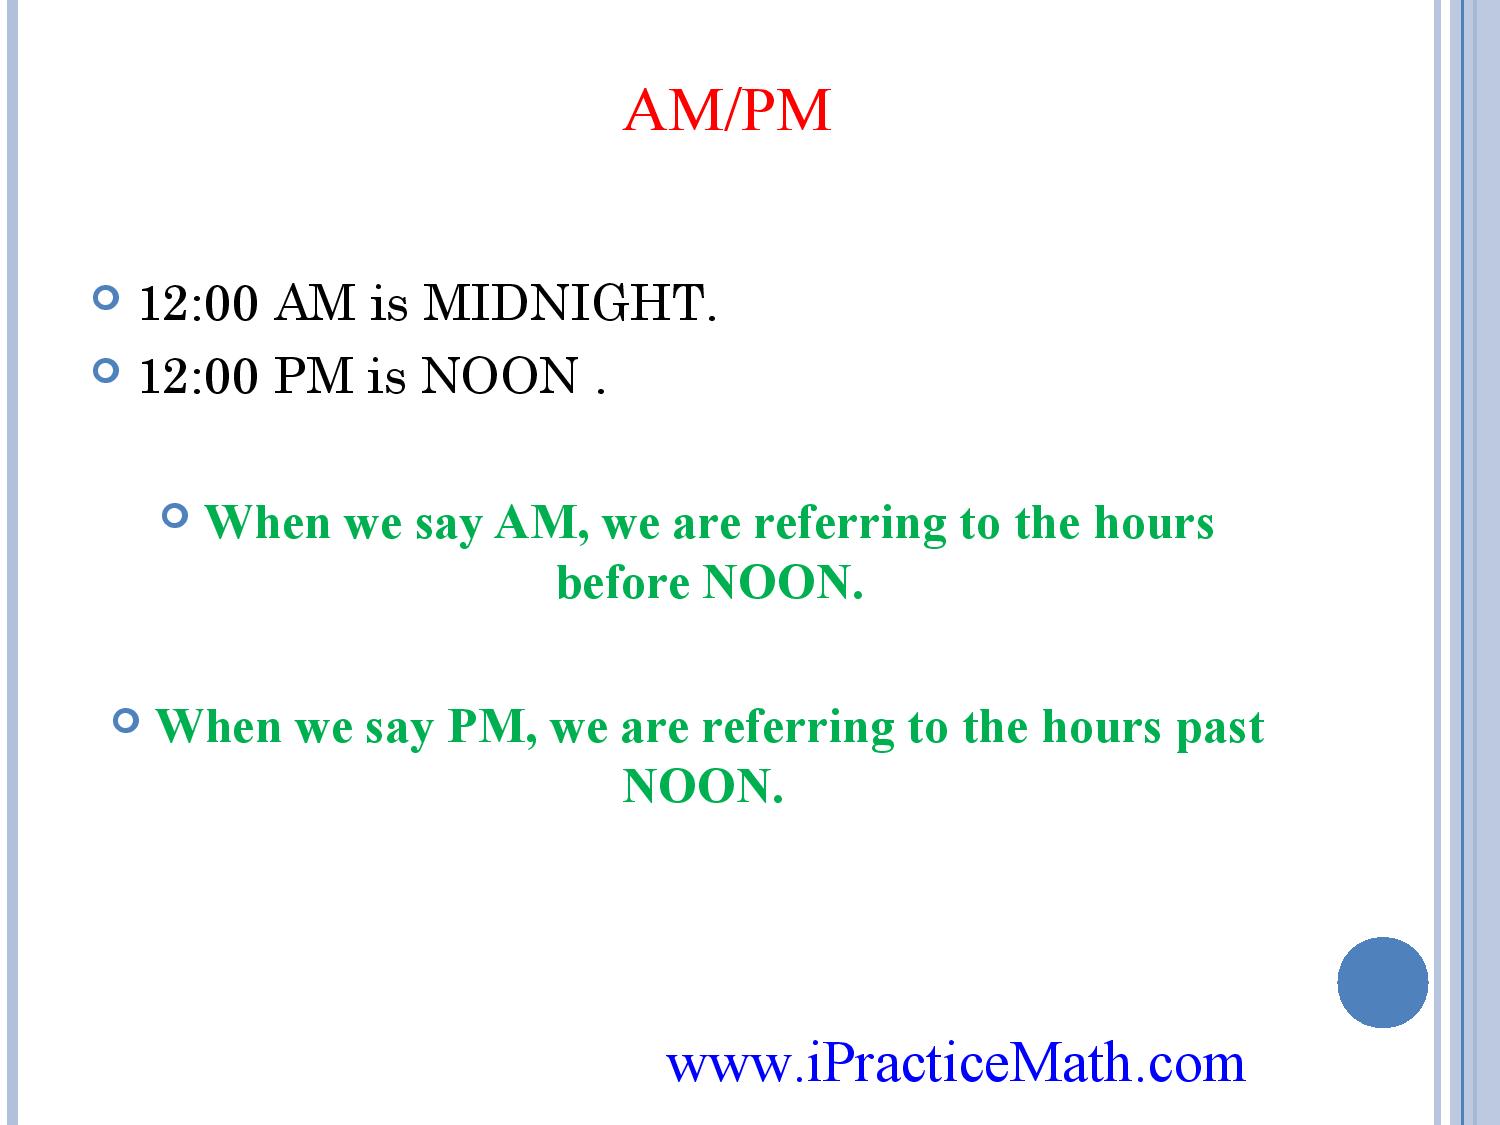 AM/PM
12:00 AM is MIDNIGHT.
12:00 PM is NOON .
When we say AM, we are referring to the hours
before NOON.
When we say PM, we are referring to the hours past
NOON.
www.iPracticeMath.com